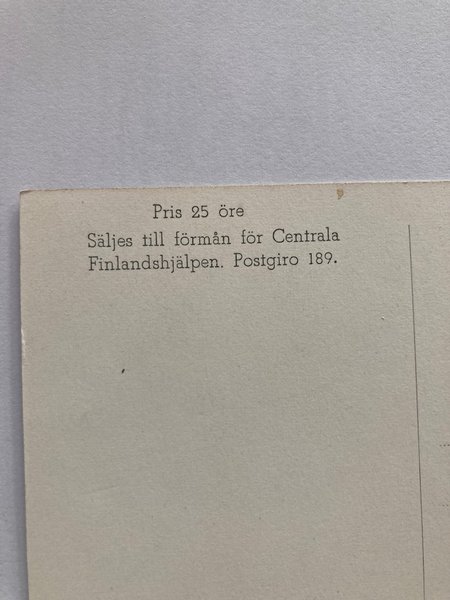 Pris 25 öre
Säljes till förmån för Centrala
Finlandshjälpen. Postgiro 189.